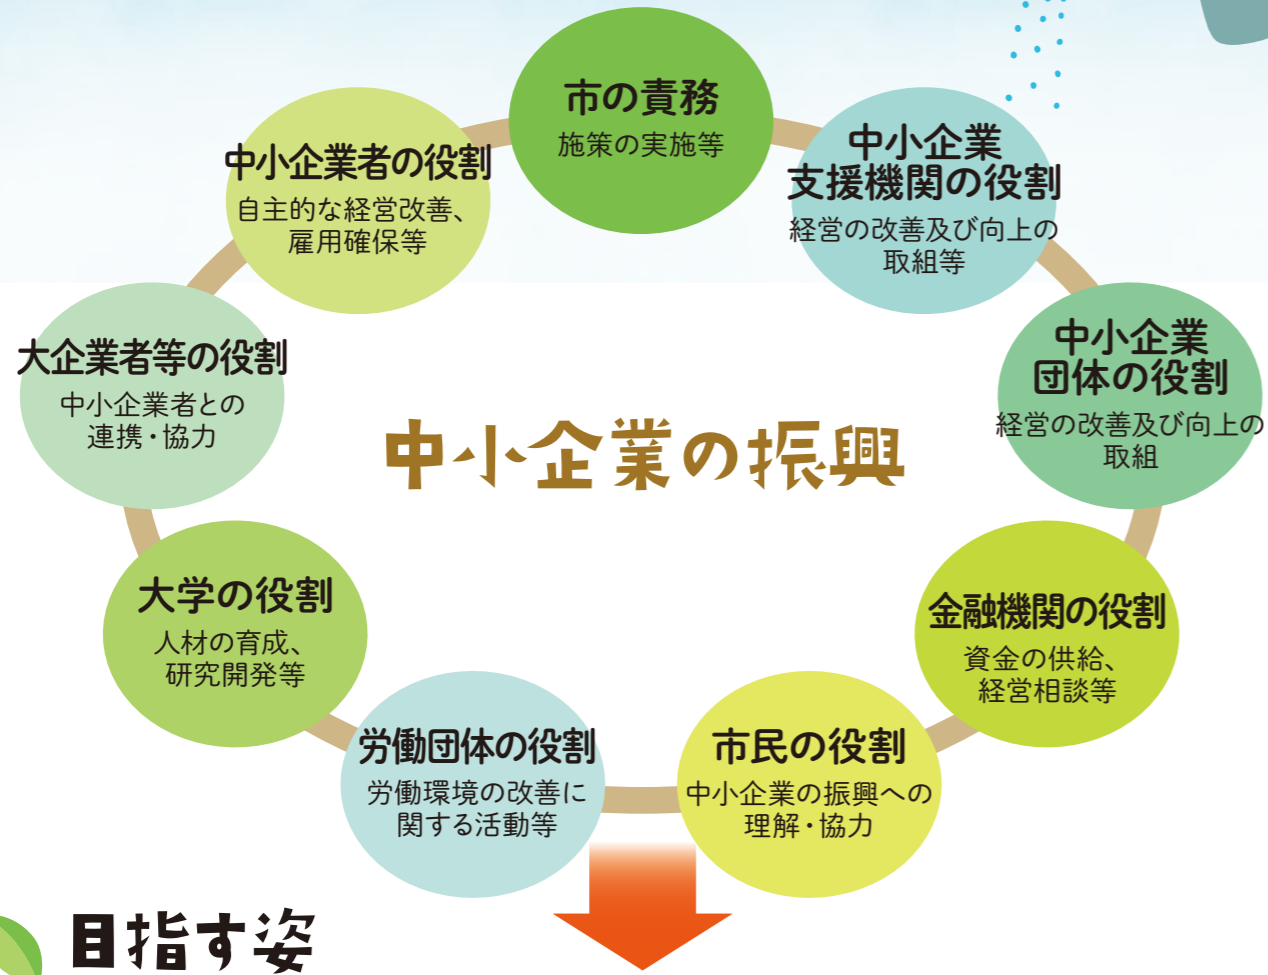 市の責務
施策の実施等
中小企業
支援機関の役割
経営の改善及び向上の
取組等
中小企業
団体の役割
経営の改善及び向上の
取組
金融機関の役割
資金の供給、
経営相談等
市民の役割
中小企業の振興への
理解・協力
労働団体の役割
労働環境の改善に
関する活動等
大学の役割
人材の育成、
研究開発等
大企業者等の役割
中小企業者との
連携・協力
中小企業者の役割
自主的な経営改善、
雇用確保等
中小企業の振興
目指す姿